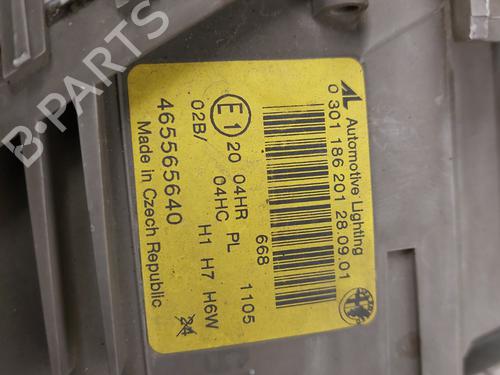 B-PARTS
AL Automotive Lighting
0 301 186 201 28.09.01
668 1105
E1 20 04HR PL
02B/ 04HC H1 H7 H6W
465565640
Made in Czech Republic
24